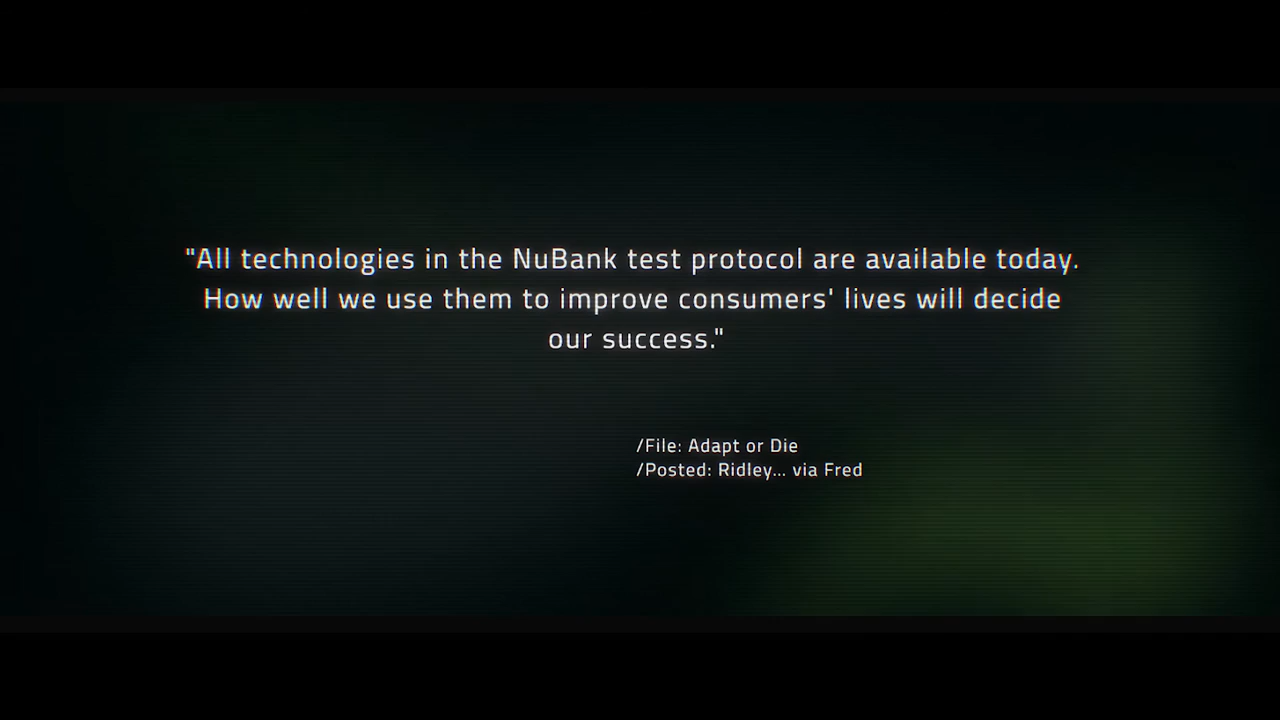 "All technologies in the NuBank test protocol are available today.
How well we use them to improve consumers' lives will decide
our success."
/File: Adapt or Die
/Posted: Ridley... via Fred